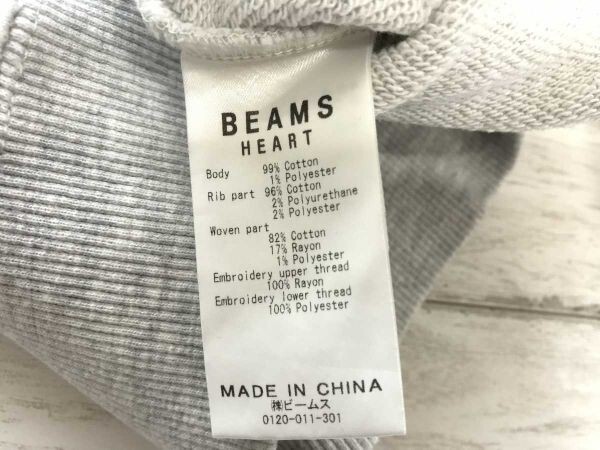 BEAMS
HEART
Body 99% Cotton
1% Polyester
Rib part 96% Cotton
2% Polyurethane
2% Polyester
Woven part
82% Cotton
17% Rayon
1% Polyester
Embroidery upper thread
100% Rayon
Embroidery lower thread
100% Polyester
MADE IN CHINA
㈱ビームス
0120-011-301